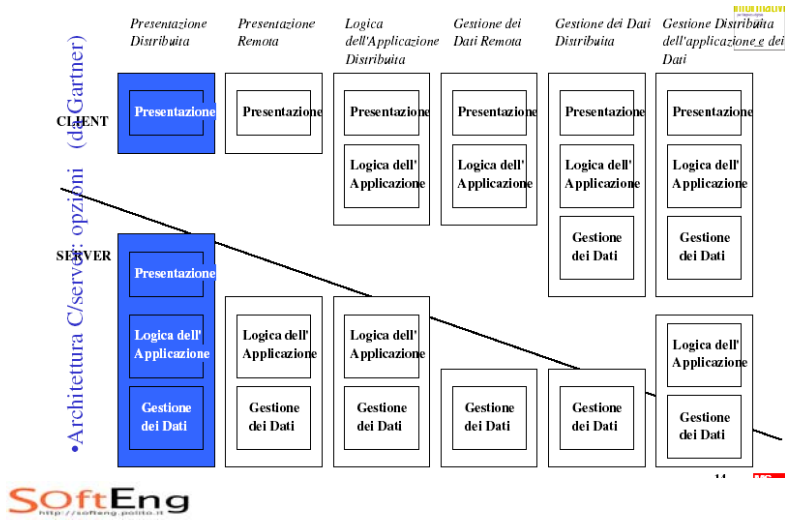 Informativi
Presentazione
Distribuita
Presentazione
Remota
Logica
dell'Applicazione
Distribuita
Gestione dei
Dati Remota
Gestione dei Dati
Distribuita
Gestione Distribuita
dell'applicazione e dei
Dati
•Architettura C/server: opzioni (da Gartner)
CLIENT
Presentazione
Presentazione
Presentazione
Presentazione
Presentazione
Presentazione
Logica dell'
Applicazione
Logica dell'
Applicazione
Logica dell'
Applicazione
Logica dell'
Applicazione
Gestione
dei Dati
Gestione
dei Dati
SERVER
Presentazione
Logica dell'
Applicazione
Logica dell'
Applicazione
Logica dell'
Applicazione
Logica dell'
Applicazione
Gestione
dei Dati
Gestione
dei Dati
Gestione
dei Dati
Gestione
dei Dati
Gestione
dei Dati
Gestione
dei Dati
14
SOftEng
http://softeng.polito.it